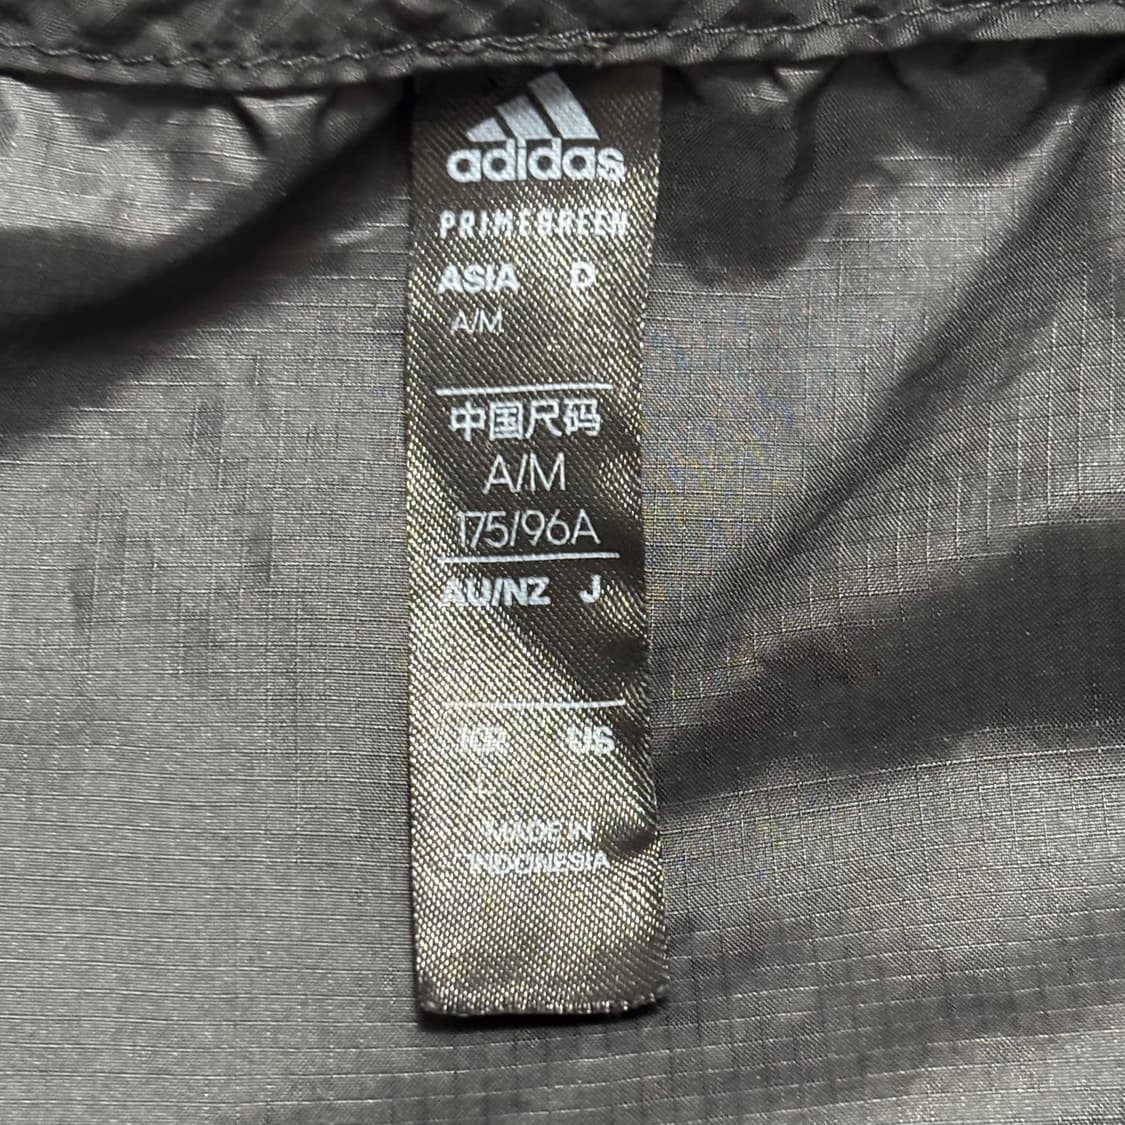 adidas
PRIMEGREEN
ASIA D
A/M
中国尺码
A/M
175/96A
AU/NZ J
US
MADE IN
INDONESIA